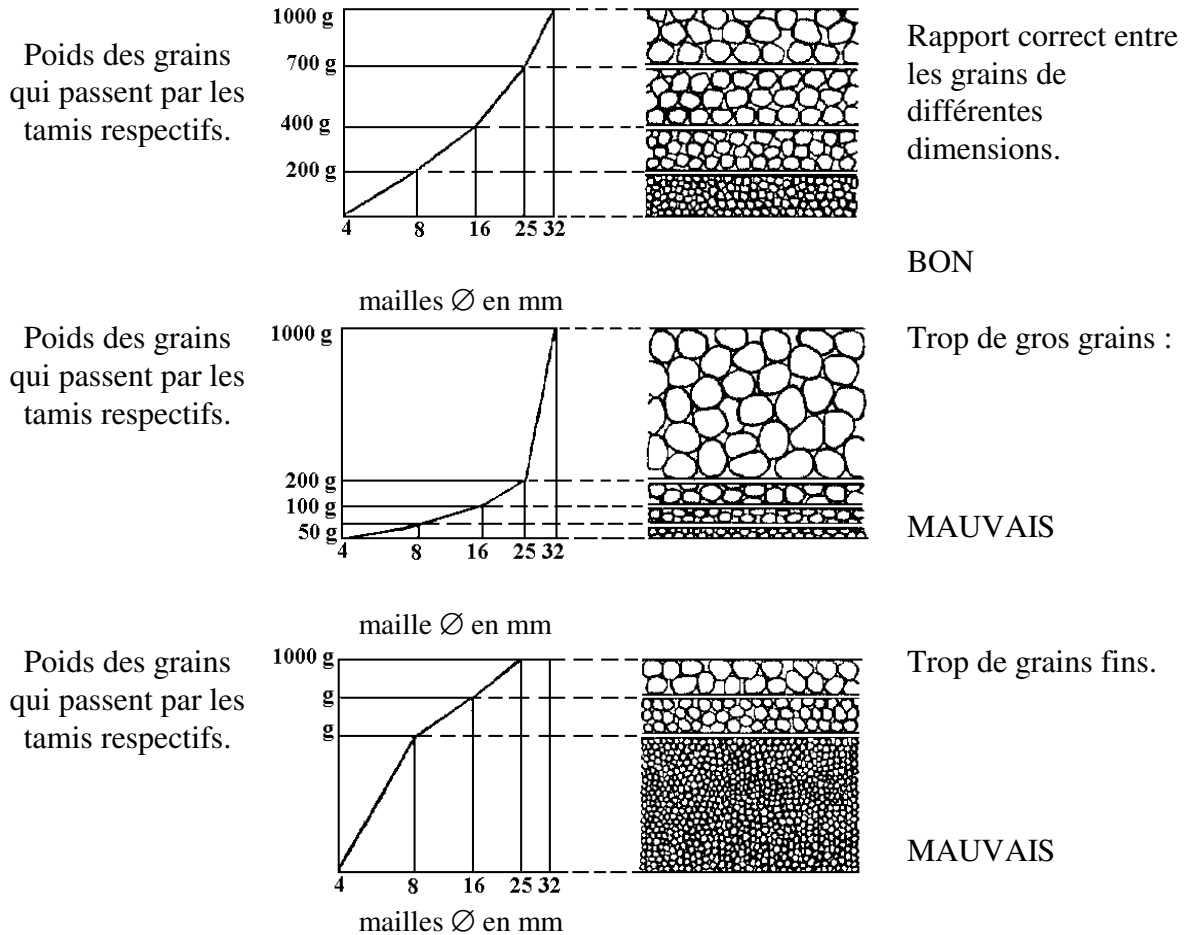 Poids des grains
qui passent par les
tamis respectifs.
1000 g
700 g
400 g
200 g
4 8 16 25 32
mailles ∅ en mm
Rapport correct entre
les grains de
différentes
dimensions.
BON
Poids des grains
qui passent par les
tamis respectifs.
1000 g
200 g
100 g
50 g
4 8 16 25 32
maille ∅ en mm
Trop de gros grains :
MAUVAIS
Poids des grains
qui passent par les
tamis respectifs.
1000 g
g
g
4 8 16 25 32
mailles ∅ en mm
Trop de grains fins.
MAUVAIS